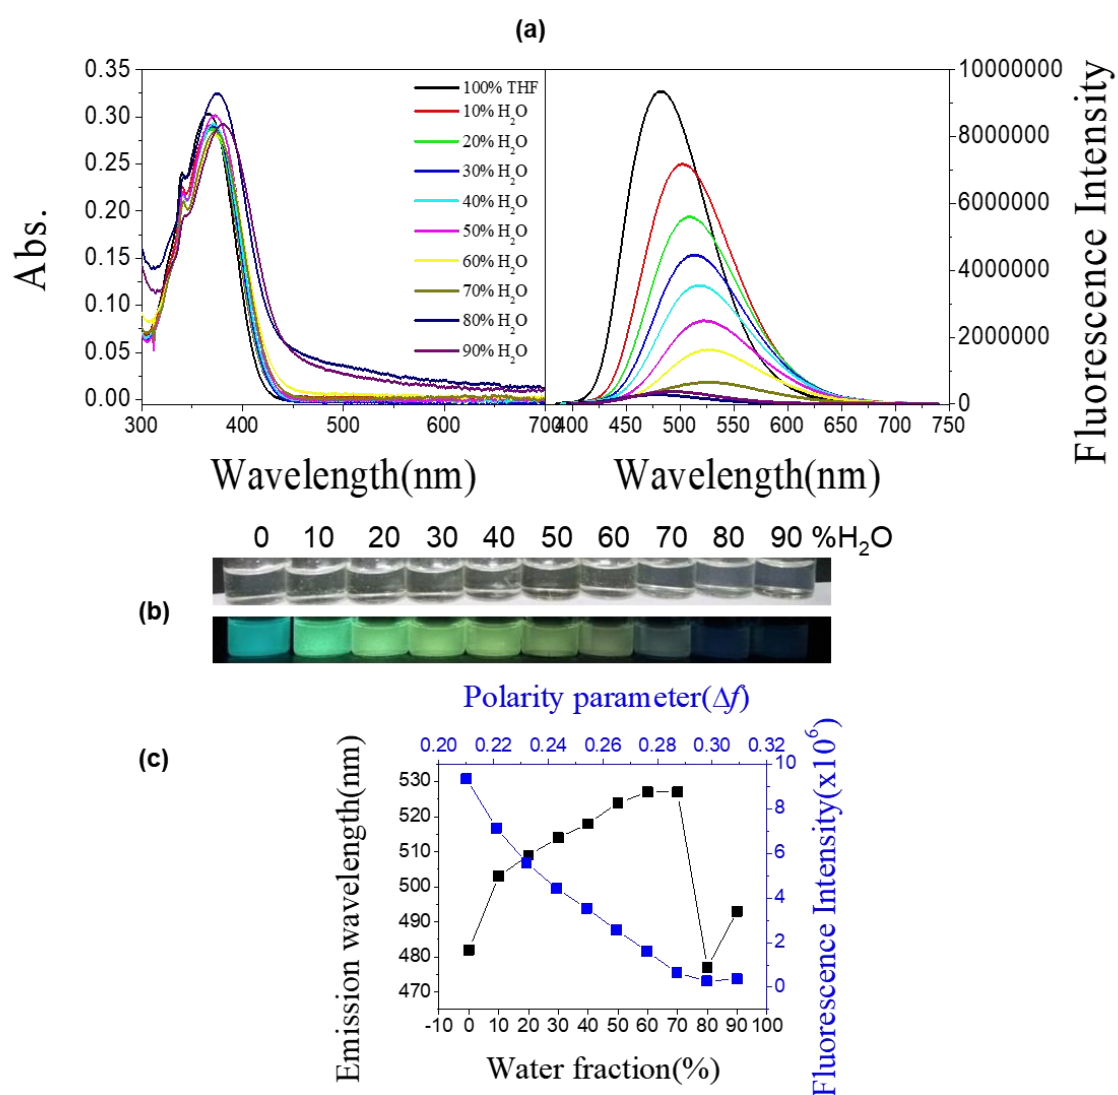 (a)
0.35
0.30
0.25
0.20
0.15
0.10
0.05
0.00
Abs.
300 400 500 600 700
Wavelength(nm)
100% THF
10% H₂O
20% H₂O
30% H₂O
40% H₂O
50% H₂O
60% H₂O
70% H₂O
80% H₂O
90% H₂O
10000000
8000000
6000000
4000000
2000000
0
Fluorescence Intensity
400 450 500 550 600 650 700 750
Wavelength(nm)
0 10 20 30 40 50 60 70 80 90 %H₂O
(b)
Polarity parameter(Δf)
(c)
0.20 0.22 0.24 0.26 0.28 0.30 0.32
Emission wavelength(nm)
530
520
510
500
490
480
470
10
8
6
4
2
0
Fluorescence Intensity(x10⁶)
-10 0 10 20 30 40 50 60 70 80 90 100
Water fraction(%)